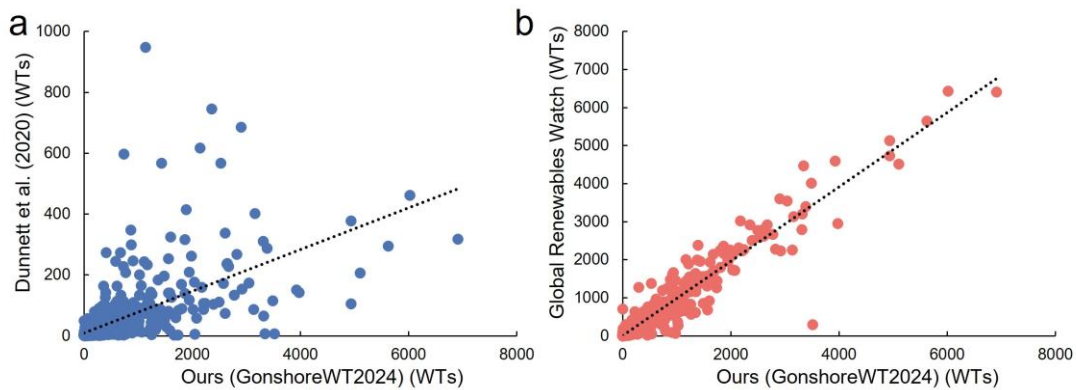 a
Dunnett et al. (2020) (WTs)
1000
800
600
400
200
0
0 2000 4000 6000 8000
Ours (GonshoreWT2024) (WTs)
b
Global Renewables Watch (WTs)
8000
7000
6000
5000
4000
3000
2000
1000
0
0 2000 4000 6000 8000
Ours (GonshoreWT2024) (WTs)